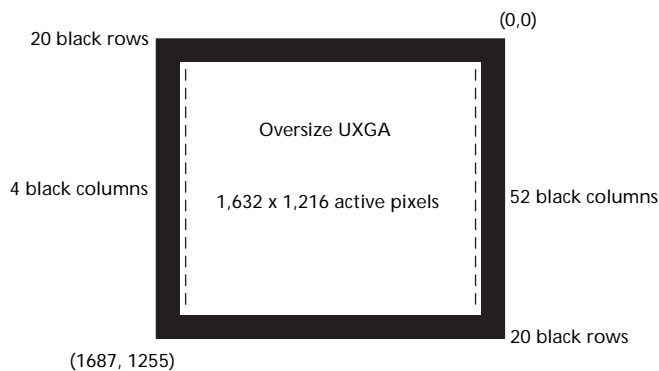 (0,0)
20 black rows
Oversize UXGA
4 black columns
1,632 x 1,216 active pixels
52 black columns
20 black rows
(1687, 1255)